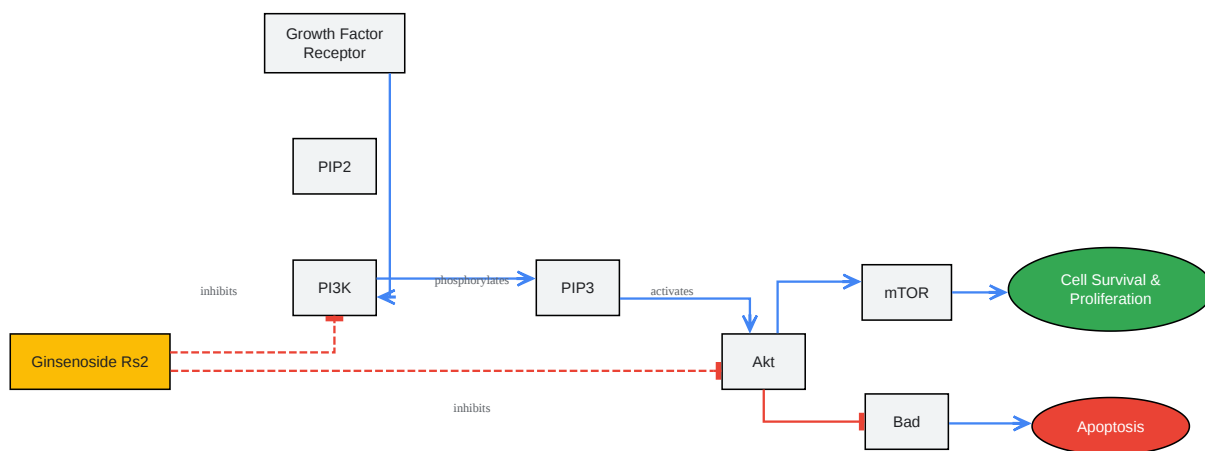 Growth Factor
Receptor
PIP2
PI3K
phosphorylates
PIP3
activates
inhibits
Ginsenoside Rs2
inhibits
Akt
mTOR
Cell Survival &
Proliferation
Bad
Apoptosis